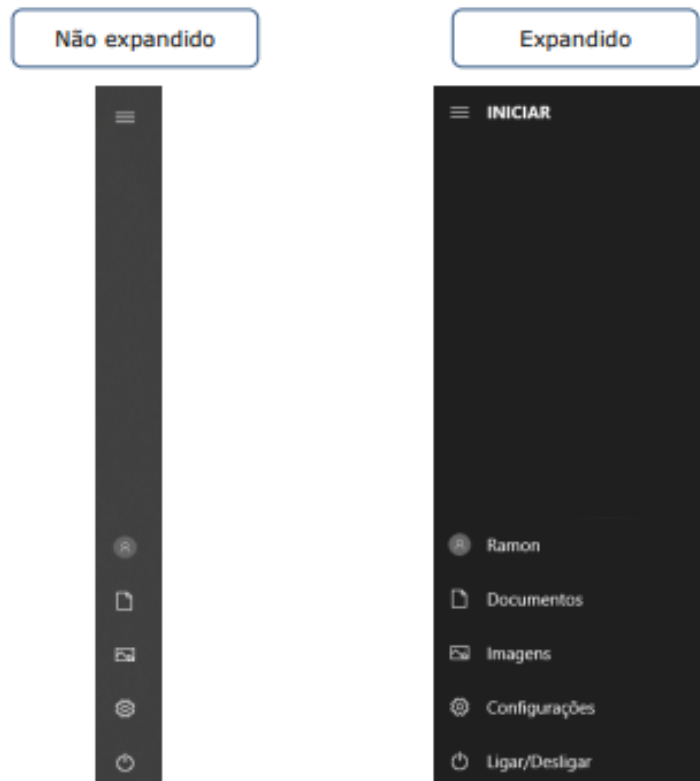 Não expandido
Expandido
INICIAR
Ramon
Documentos
Imagens
Configurações
Ligar/Desligar